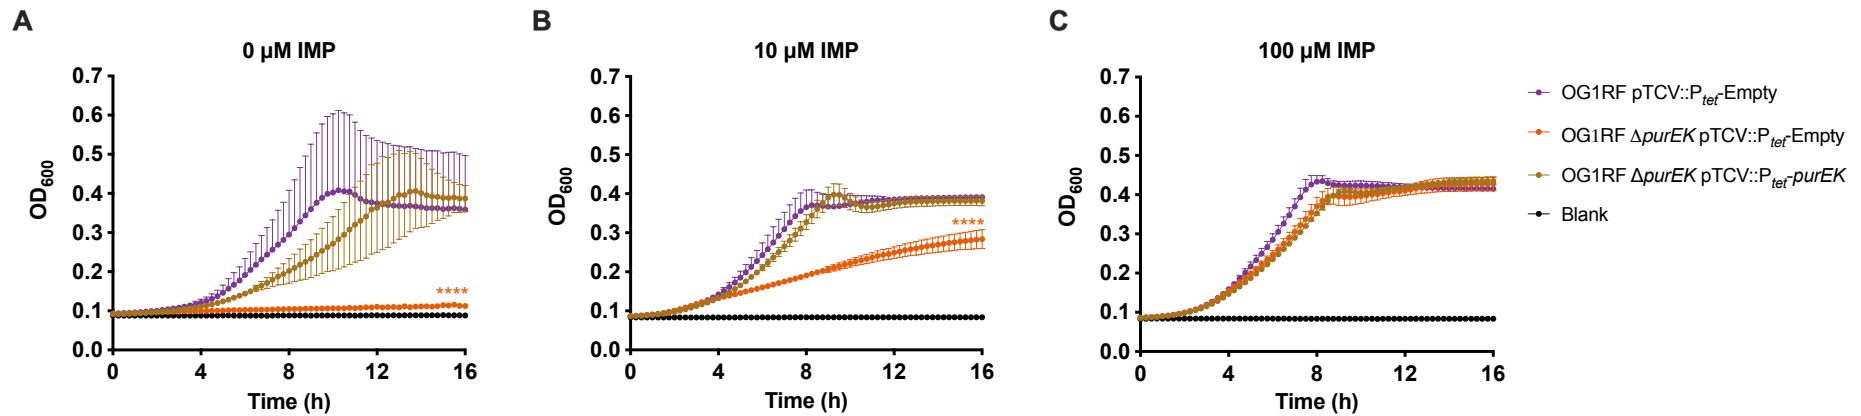 A
0 µM IMP
OD600
0.7
0.6
0.5
0.4
0.3
0.2
0.1
0.0
****
0 4 8 12 16
Time (h)
B
10 µM IMP
OD600
0.7
0.6
0.5
0.4
0.3
0.2
0.1
0.0
****
0 4 8 12 16
Time (h)
C
100 µM IMP
OD600
0.7
0.6
0.5
0.4
0.3
0.2
0.1
0.0
0 4 8 12 16
Time (h)
OG1RF pTCV::Ptet-Empty
OG1RF ΔpurEK pTCV::Ptet-Empty
OG1RF ΔpurEK pTCV::Ptet-purEK
Blank